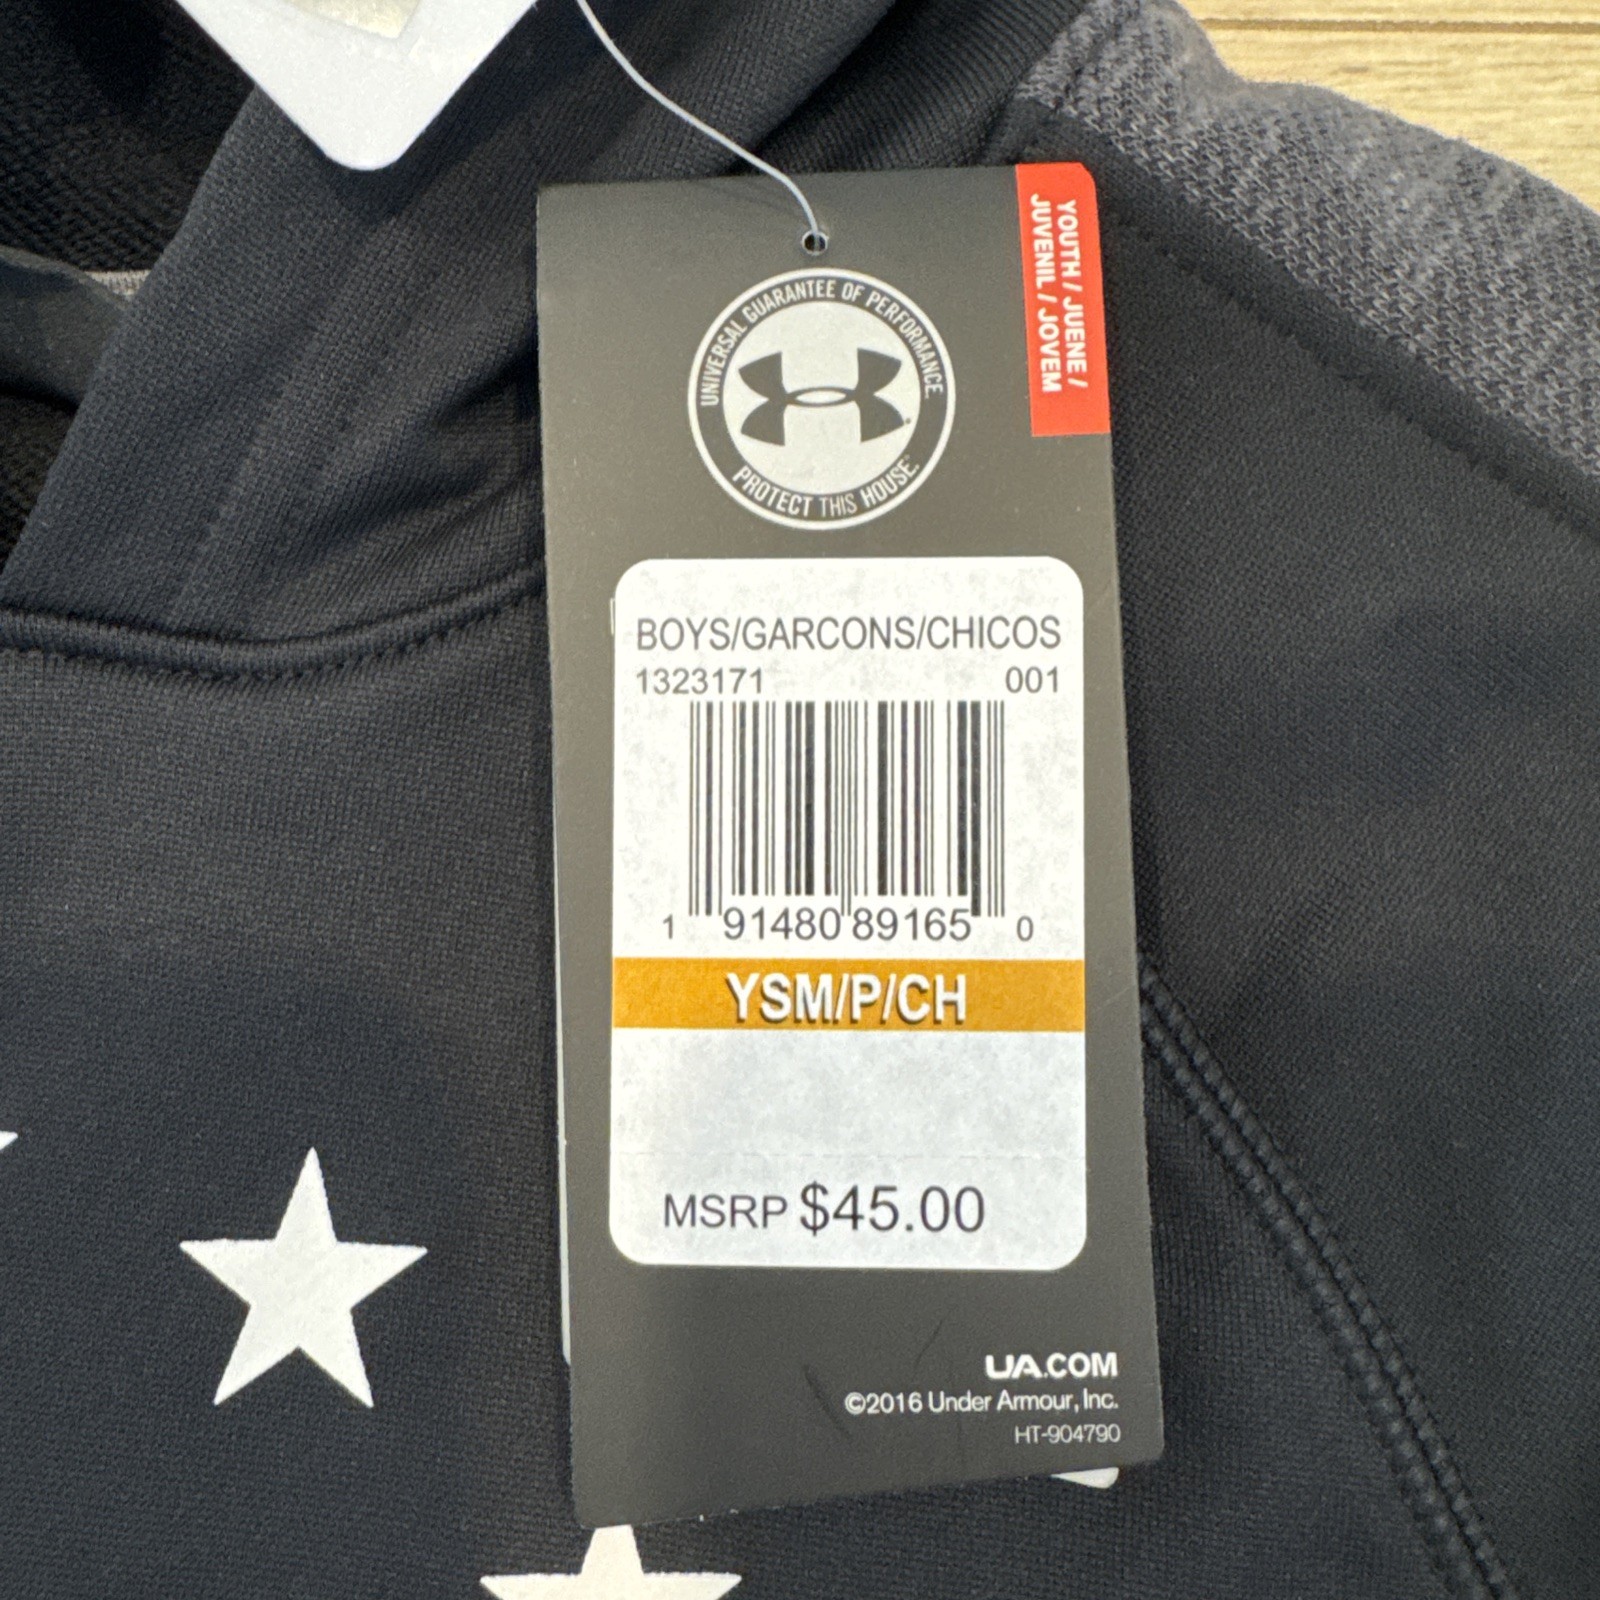 YOUTH / JUENE /
JUVENIL / JOVEM
UNIVERSAL GUARANTEE OF PERFORMANCE.
PROTECT THIS HOUSE.
BOYS/GARCONS/CHICOS
1323171 001
1 91480 89165 0
YSM/P/CH
MSRP $45.00
UA.COM
©2016 Under Armour, Inc.
HT-904790